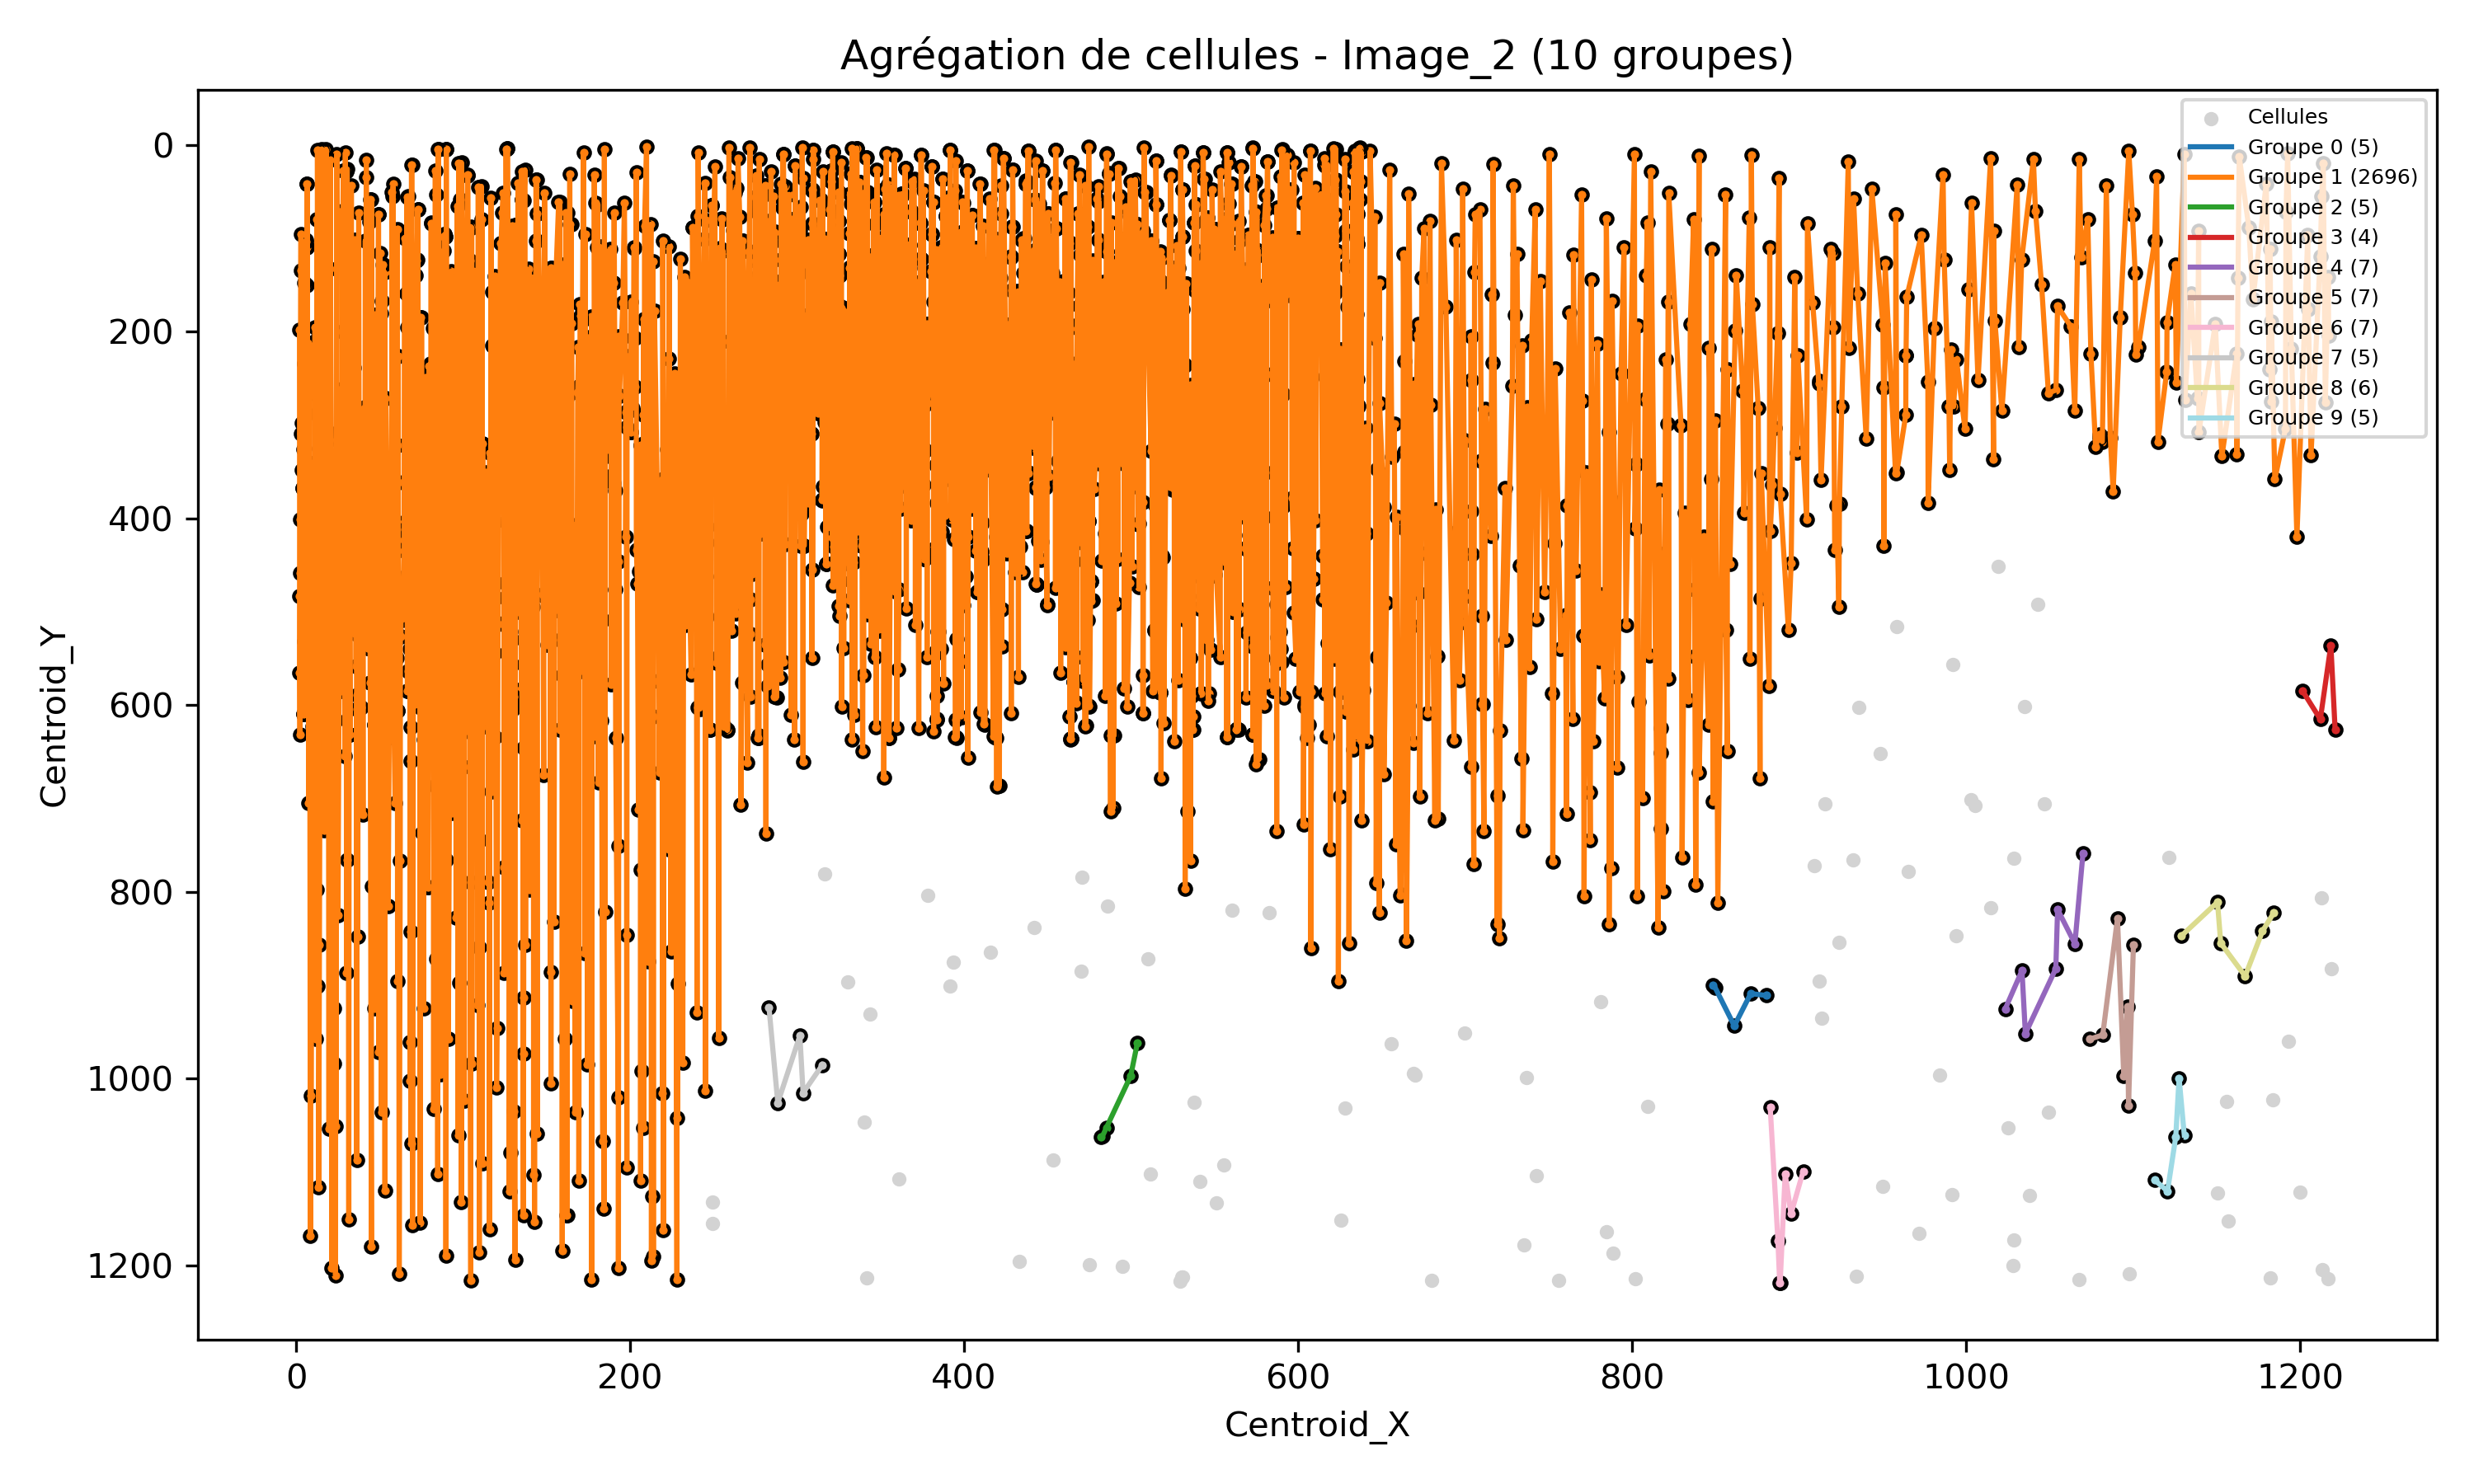 Agrégation de cellules - Image_2 (10 groupes)
Cellules
Groupe 0 (5)
Groupe 1 (2696)
Groupe 2 (5)
Groupe 3 (4)
Groupe 4 (7)
Groupe 5 (7)
Groupe 6 (7)
Groupe 7 (5)
Groupe 8 (6)
Groupe 9 (5)
Centroid_Y
0
200
400
600
800
1000
1200
0 200 400 600 800 1000 1200
Centroid_X